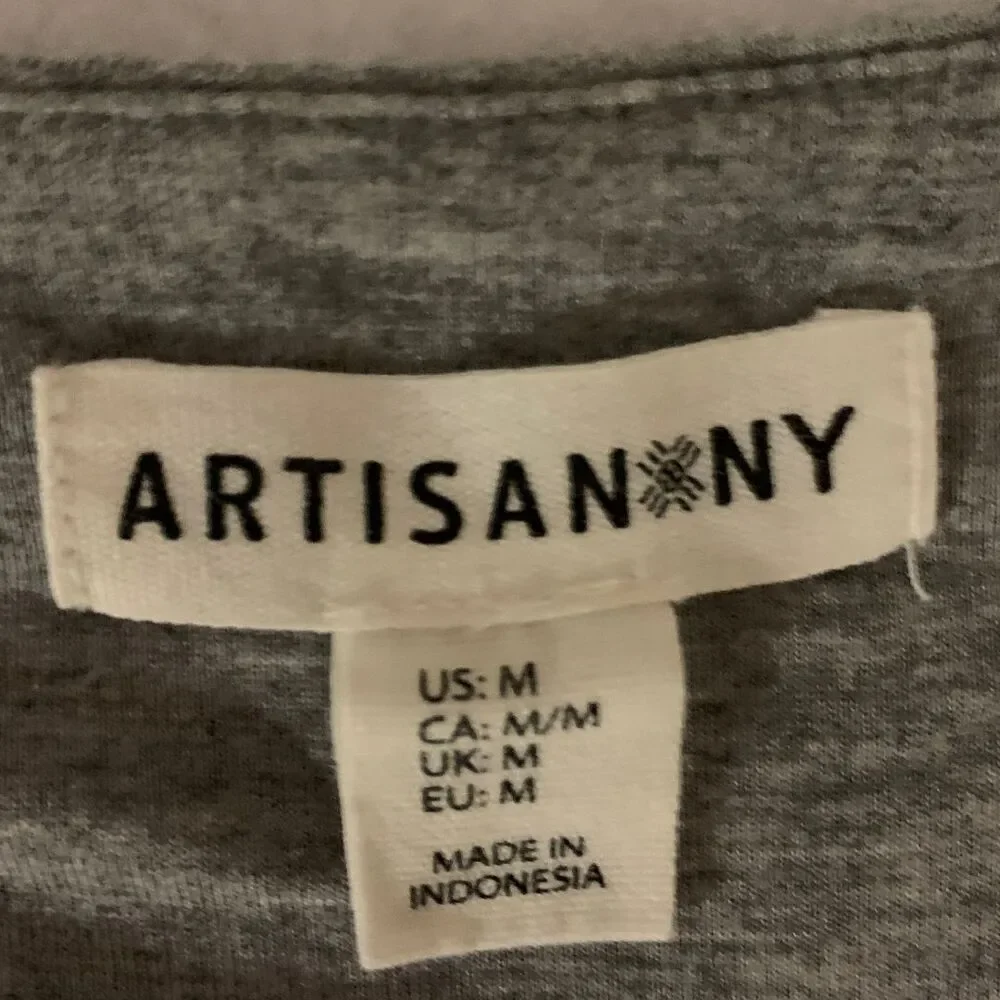 ARTISAN NY
US: M
CA: M/M
UK: M
EU: M
MADE IN
INDONESIA